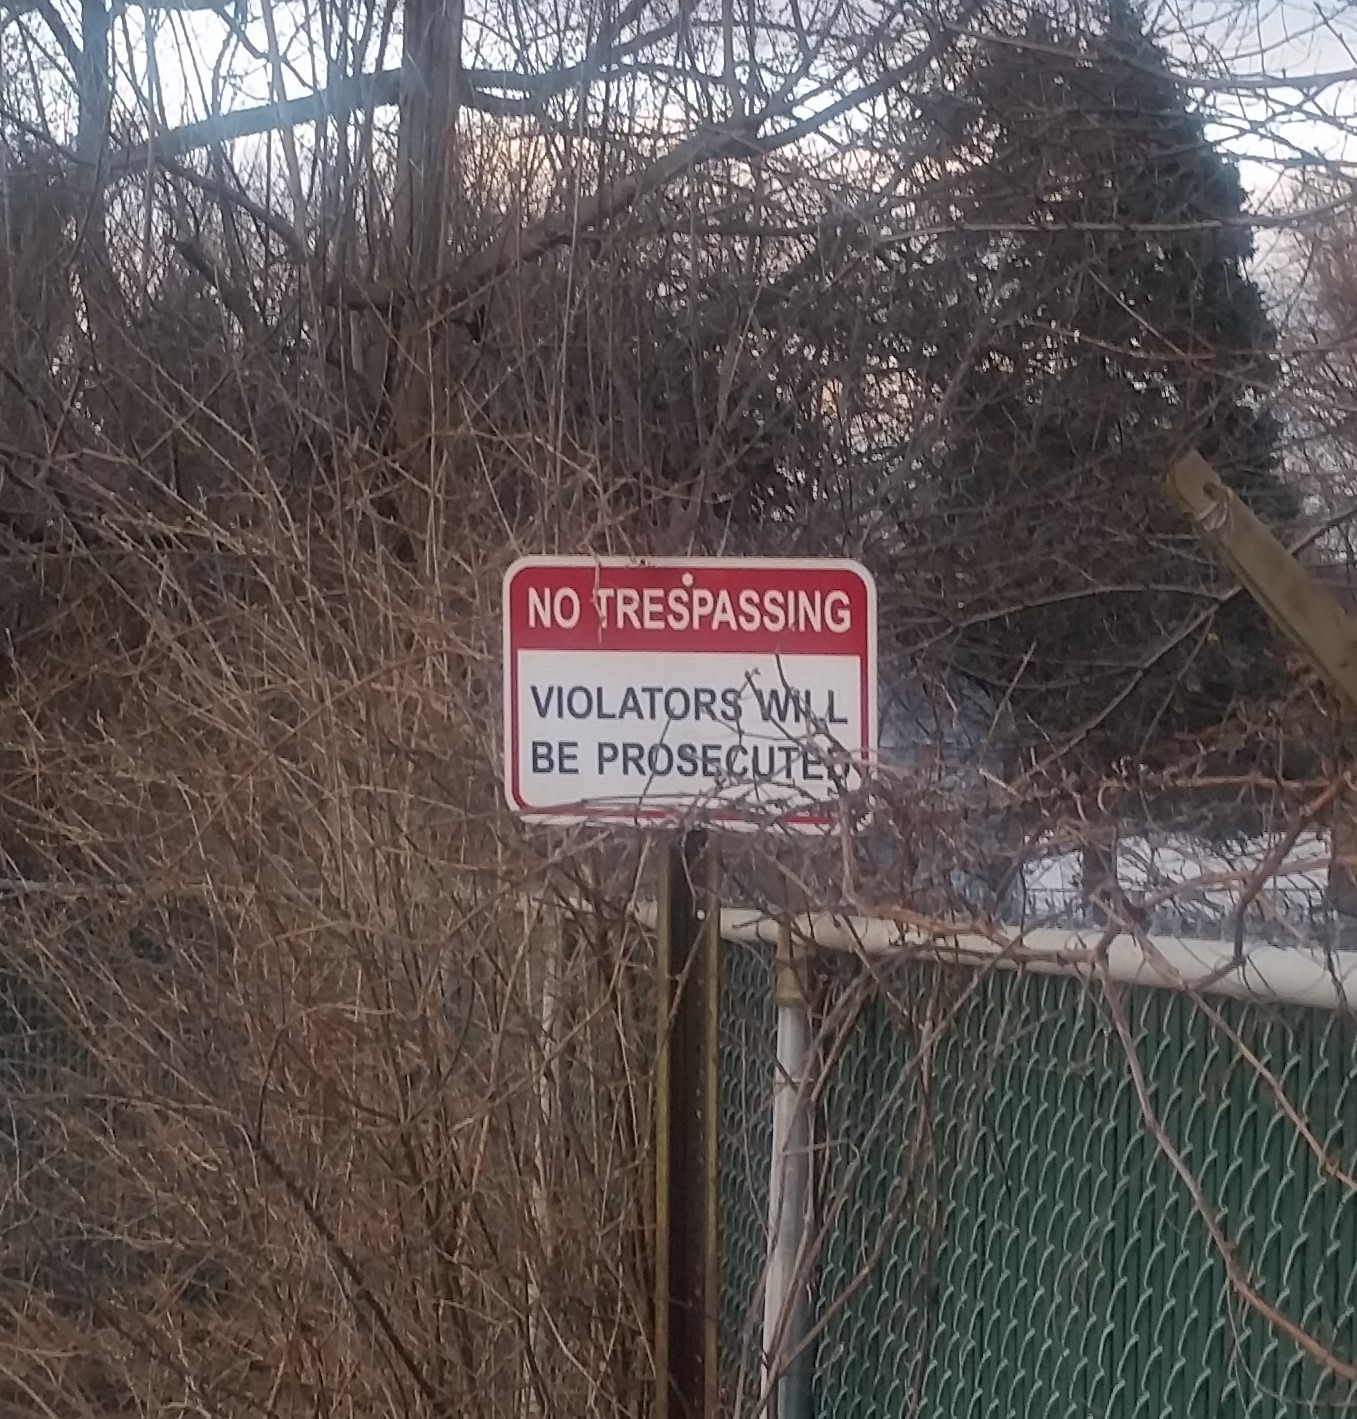 NO TRESPASSING
VIOLATORS WILL
BE PROSECUTED